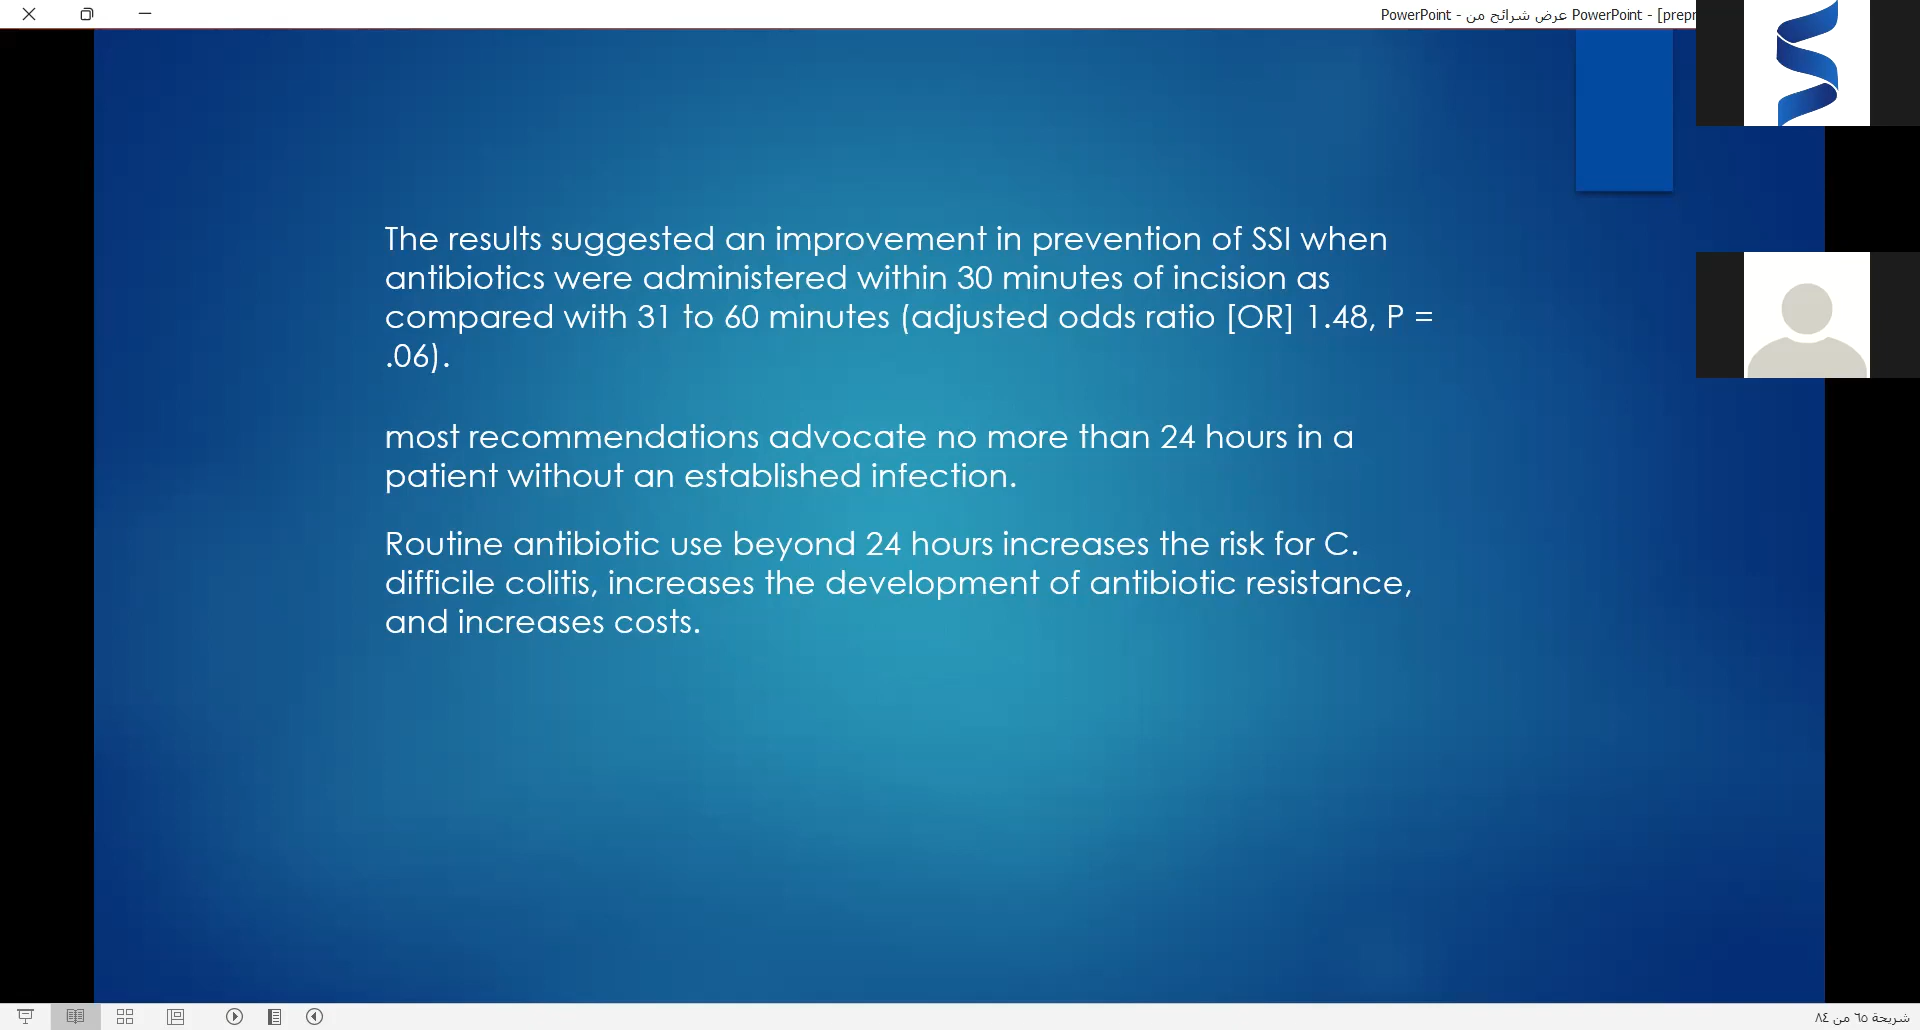 PowerPoint - عرض شرائح من PowerPoint - [prepr
The results suggested an improvement in prevention of SSI when
antibiotics were administered within 30 minutes of incision as
compared with 31 to 60 minutes (adjusted odds ratio [OR] 1.48, P =
.06).
most recommendations advocate no more than 24 hours in a
patient without an established infection.
Routine antibiotic use beyond 24 hours increases the risk for C.
difficile colitis, increases the development of antibiotic resistance,
and increases costs.
شريحة ٦٥ من ٨٤